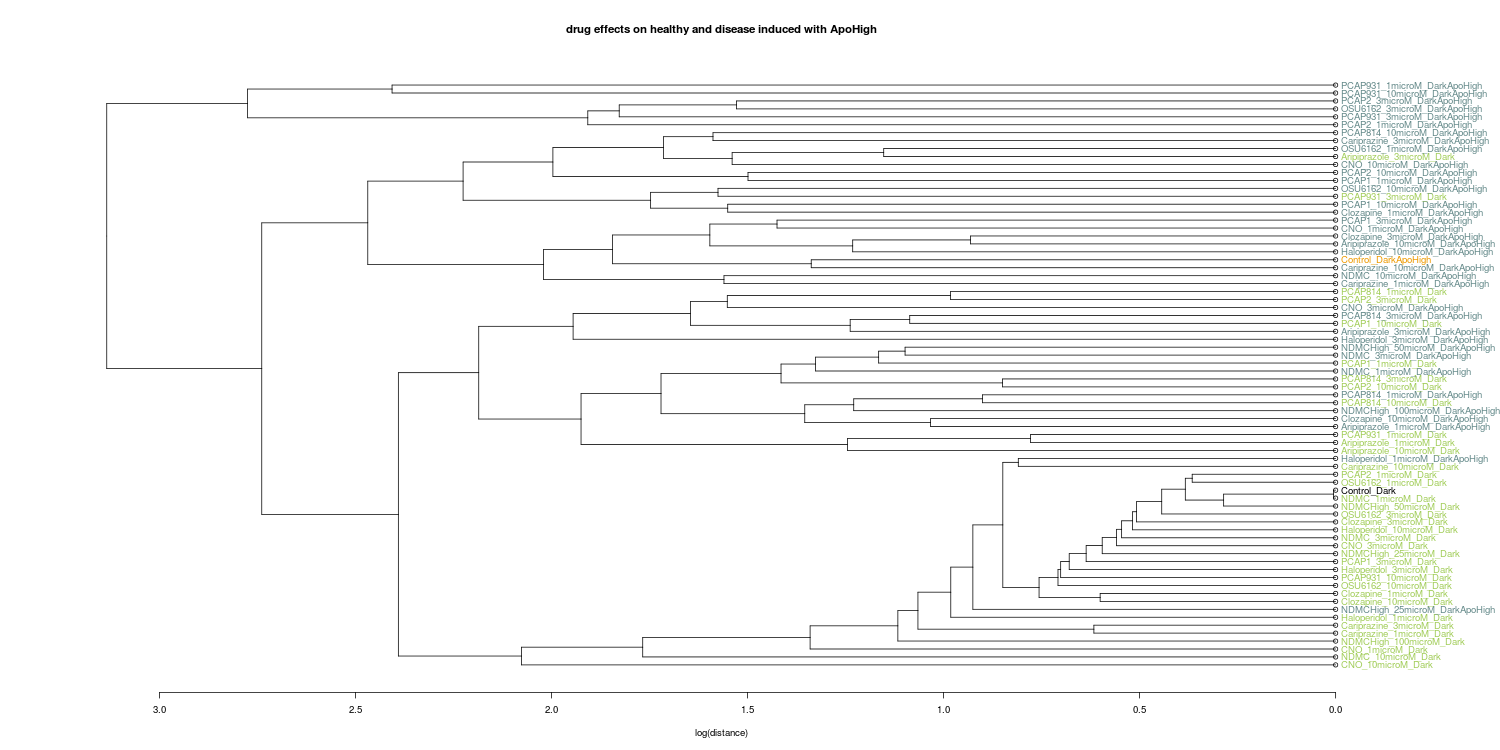 drug effects on healthy and disease induced with ApoHigh
PCAP931_1microM_DarkApoHigh
PCAP931_10microM_DarkApoHigh
PCAP2_3microM_DarkApoHigh
OSU6162_3microM_DarkApoHigh
PCAP931_3microM_DarkApoHigh
PCAP2_1microM_DarkApoHigh
PCAP814_10microM_DarkApoHigh
Cariprazine_3microM_DarkApoHigh
OSU6162_1microM_DarkApoHigh
Aripiprazole_3microM_Dark
CNO_10microM_DarkApoHigh
PCAP2_10microM_DarkApoHigh
PCAP1_1microM_DarkApoHigh
OSU6162_10microM_DarkApoHigh
PCAP931_3microM_Dark
PCAP1_10microM_DarkApoHigh
Clozapine_1microM_DarkApoHigh
PCAP1_3microM_DarkApoHigh
CNO_1microM_DarkApoHigh
Clozapine_3microM_DarkApoHigh
Aripiprazole_10microM_DarkApoHigh
Haloperidol_10microM_DarkApoHigh
Control_DarkApoHigh
Cariprazine_10microM_DarkApoHigh
NDMC_10microM_DarkApoHigh
Cariprazine_1microM_DarkApoHigh
PCAP814_1microM_Dark
PCAP2_3microM_Dark
CNO_3microM_DarkApoHigh
PCAP814_3microM_DarkApoHigh
PCAP1_10microM_Dark
Aripiprazole_3microM_DarkApoHigh
Haloperidol_3microM_DarkApoHigh
NDMCHigh_50microM_DarkApoHigh
NDMC_3microM_DarkApoHigh
PCAP1_1microM_Dark
NDMC_1microM_DarkApoHigh
PCAP814_3microM_Dark
PCAP2_10microM_Dark
PCAP814_1microM_DarkApoHigh
PCAP814_10microM_Dark
NDMCHigh_100microM_DarkApoHigh
Clozapine_10microM_DarkApoHigh
Aripiprazole_1microM_DarkApoHigh
PCAP931_1microM_Dark
Aripiprazole_1microM_Dark
Aripiprazole_10microM_Dark
Haloperidol_1microM_DarkApoHigh
Cariprazine_10microM_Dark
PCAP2_1microM_Dark
OSU6162_1microM_Dark
Control_Dark
NDMC_1microM_Dark
NDMCHigh_50microM_Dark
OSU6162_3microM_Dark
Clozapine_3microM_Dark
Haloperidol_10microM_Dark
NDMC_3microM_Dark
CNO_3microM_Dark
NDMCHigh_25microM_Dark
PCAP1_3microM_Dark
Haloperidol_3microM_Dark
PCAP931_10microM_Dark
OSU6162_10microM_Dark
Clozapine_1microM_Dark
Clozapine_10microM_Dark
NDMCHigh_25microM_DarkApoHigh
Haloperidol_1microM_Dark
Cariprazine_3microM_Dark
Cariprazine_1microM_Dark
NDMCHigh_100microM_Dark
CNO_1microM_Dark
NDMC_10microM_Dark
CNO_10microM_Dark
3.0 2.5 2.0 1.5 1.0 0.5 0.0
log(distance)